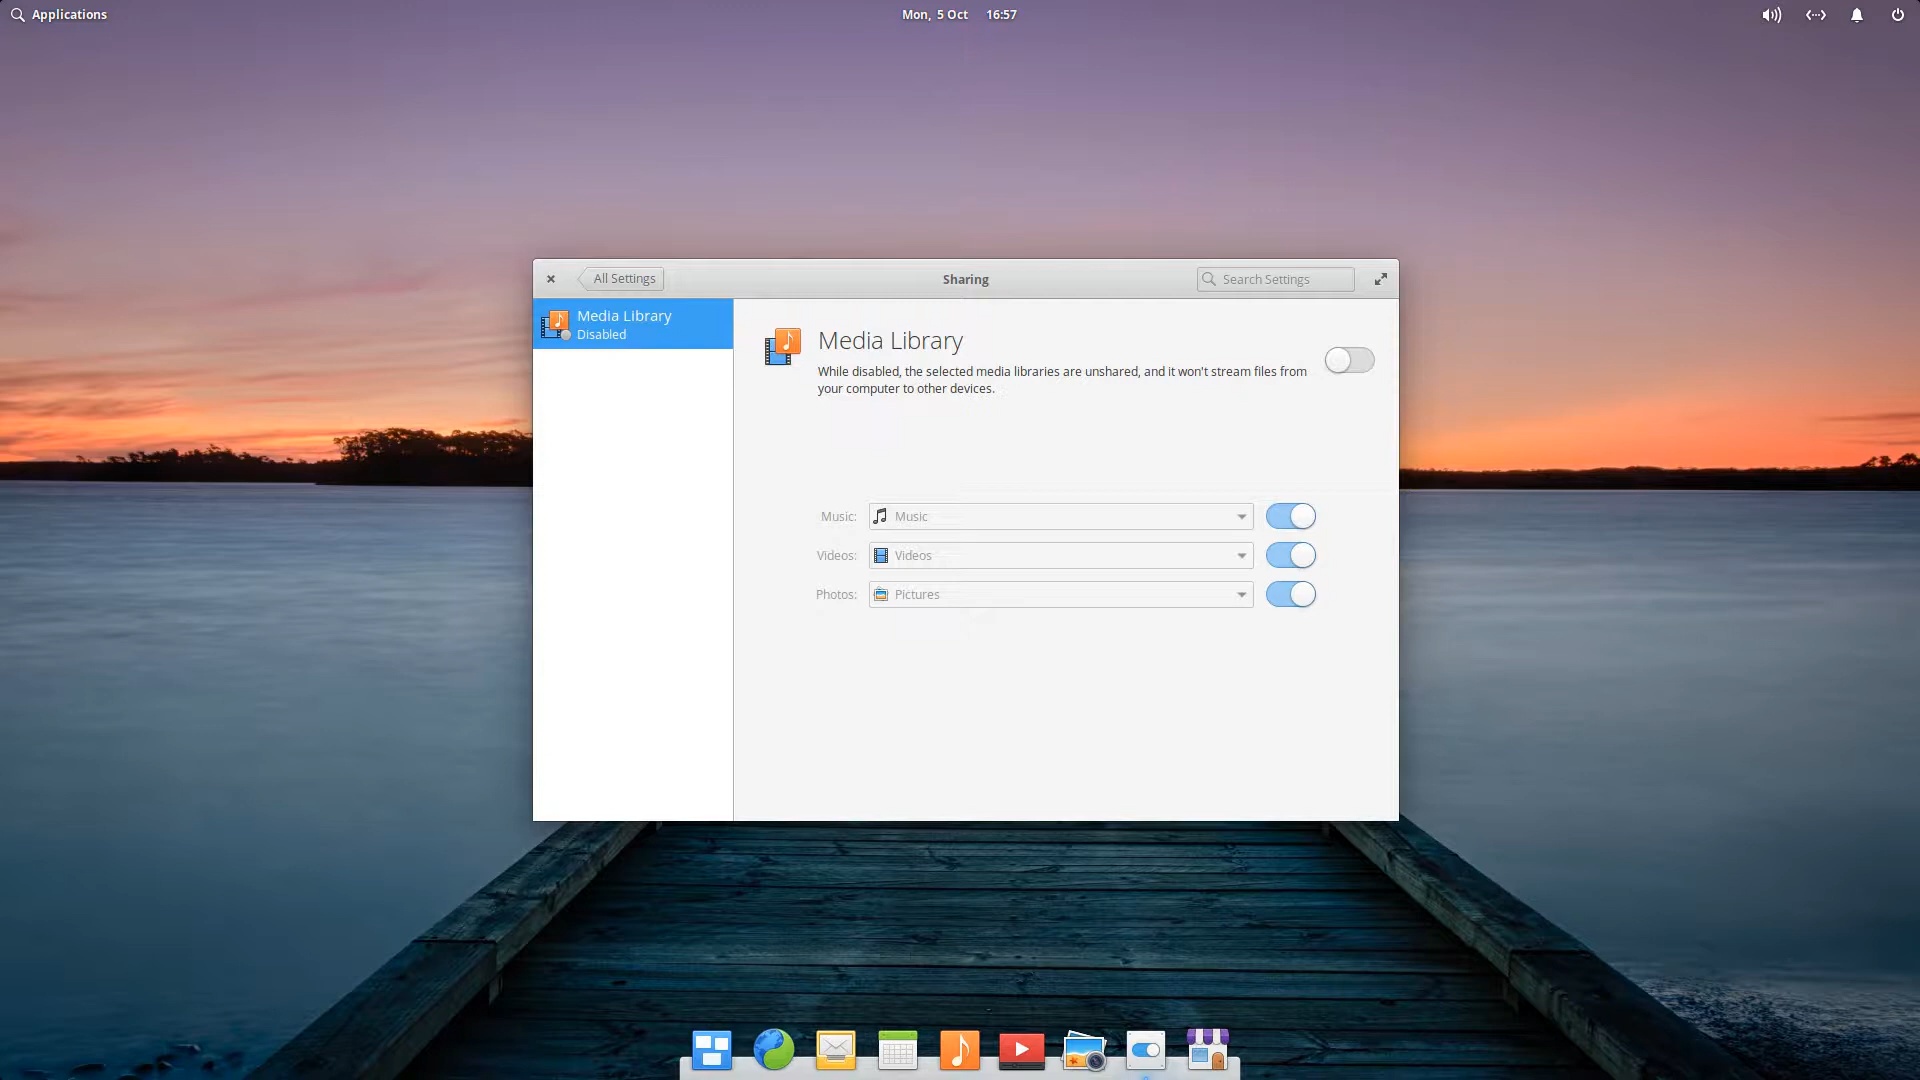 Applications
Mon, 5 Oct 16:57
All Settings
Sharing
Search Settings
Media Library
Disabled
Media Library
While disabled, the selected media libraries are unshared, and it won't stream files from
your computer to other devices.
Music: Music
Videos: Videos
Photos: Pictures